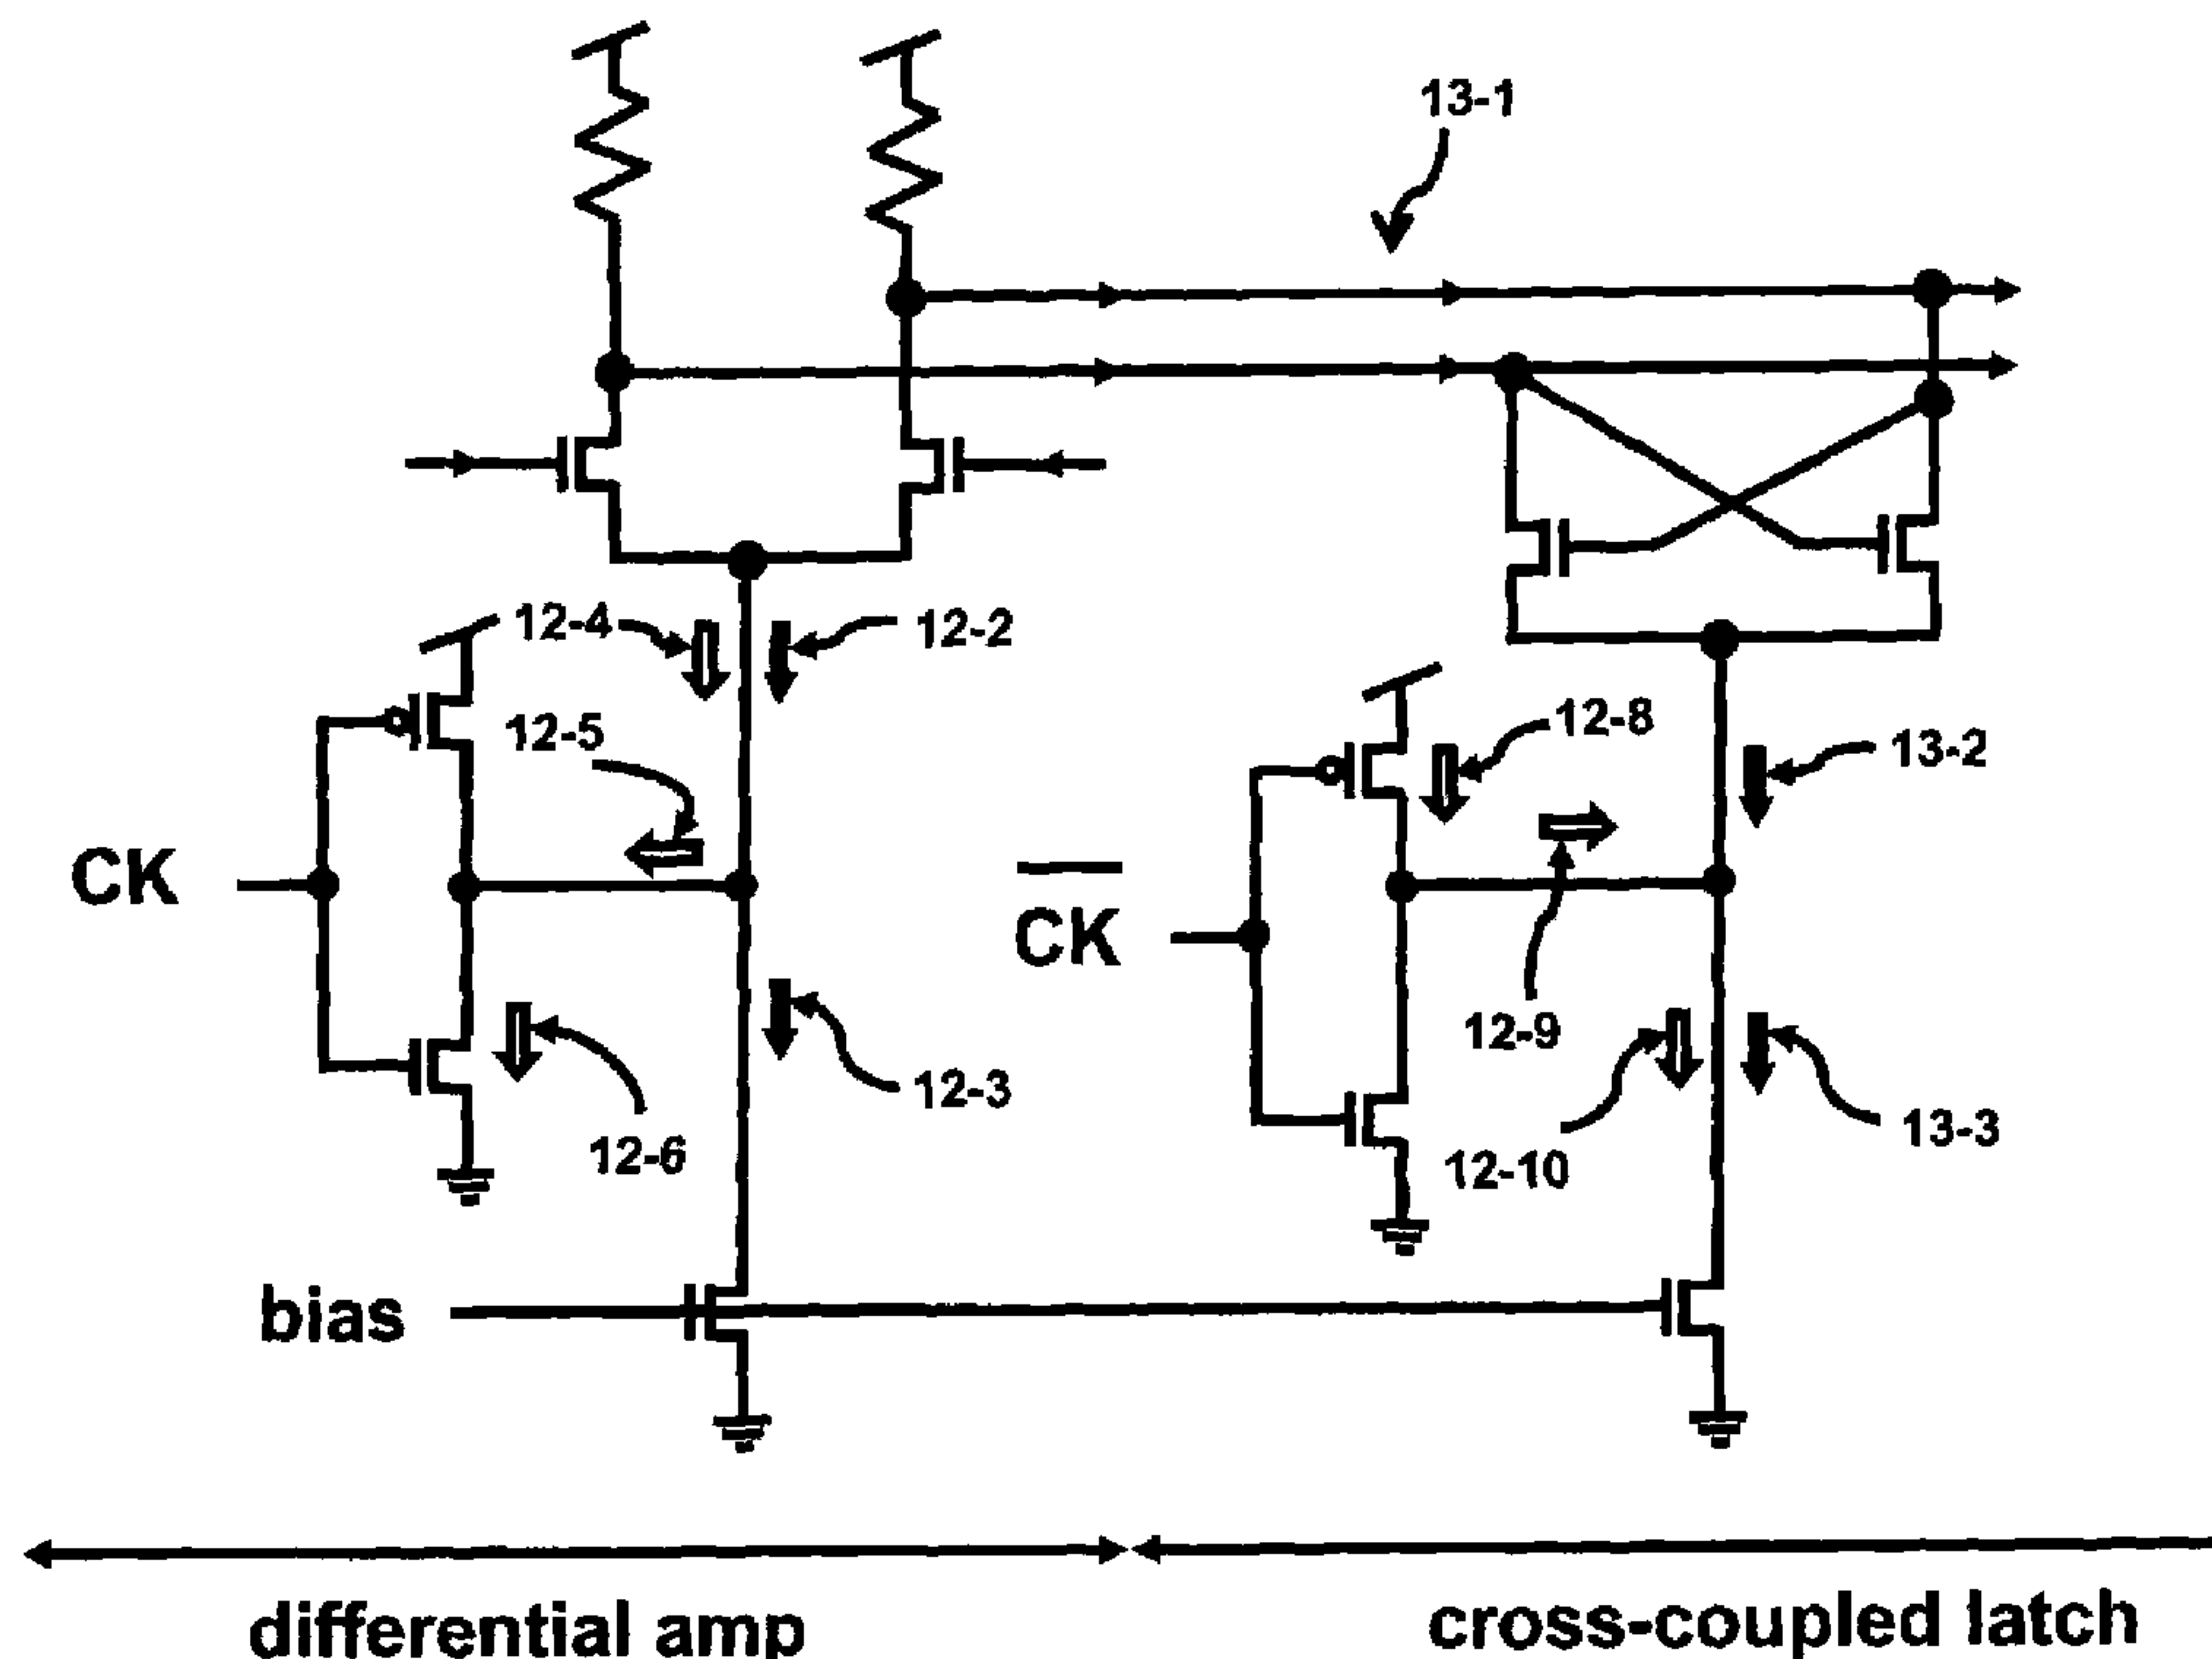 13-1
12-4
12-2
12-5
12-8
13-2
CK
C̅K̅
12-9
12-3
12-6
12-10
13-3
bias
differential amp
cross-coupled latch